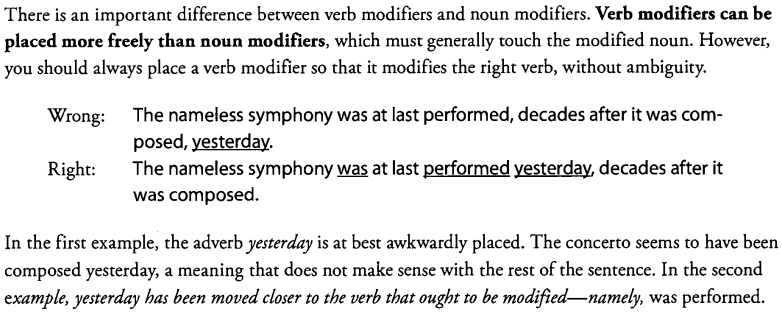 There is an important difference between verb modifiers and noun modifiers. Verb modifiers can be
placed more freely than noun modifiers, which must generally touch the modified noun. However,
you should always place a verb modifier so that it modifies the right verb, without ambiguity.
Wrong: The nameless symphony was at last performed, decades after it was com-
posed, yesterday.
Right: The nameless symphony was at last performed yesterday, decades after it
was composed.
In the first example, the adverb yesterday is at best awkwardly placed. The concerto seems to have been
composed yesterday, a meaning that does not make sense with the rest of the sentence. In the second
example, yesterday has been moved closer to the verb that ought to be modified—namely, was performed.